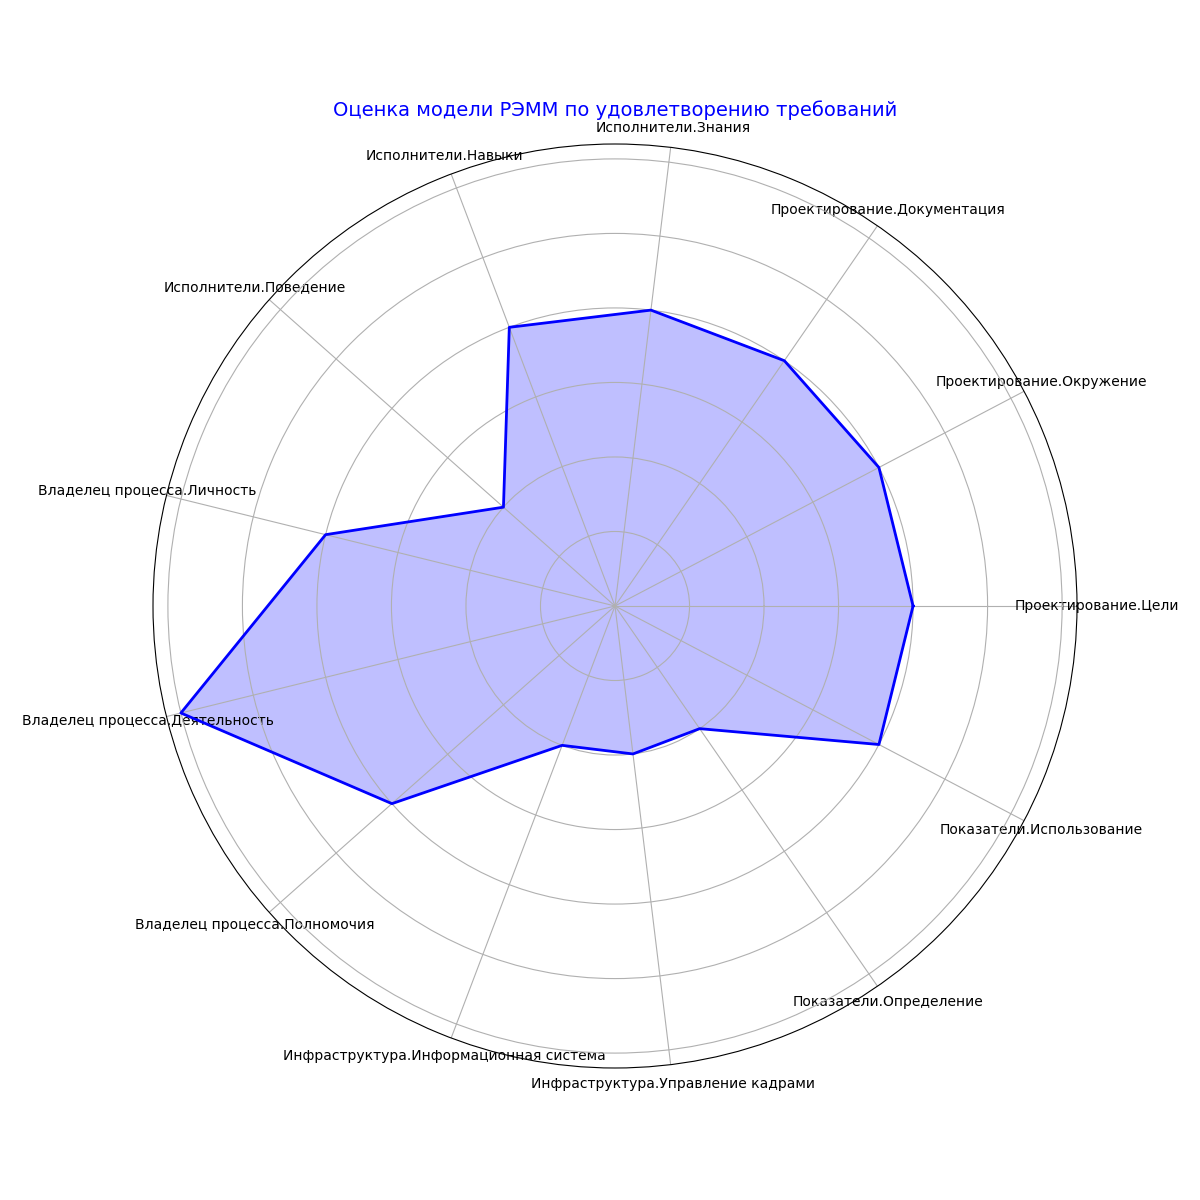 Оценка модели РЭММ по удовлетворению требований
Исполнители.Знания
Исполнители.Навыки
Проектирование.Документация
Исполнители.Поведение
Проектирование.Окружение
Владелец процесса.Личность
Проектирование.Цели
Владелец процесса.Деятельность
Показатели.Использование
Владелец процесса.Полномочия
Показатели.Определение
Инфраструктура.Информационная система
Инфраструктура.Управление кадрами